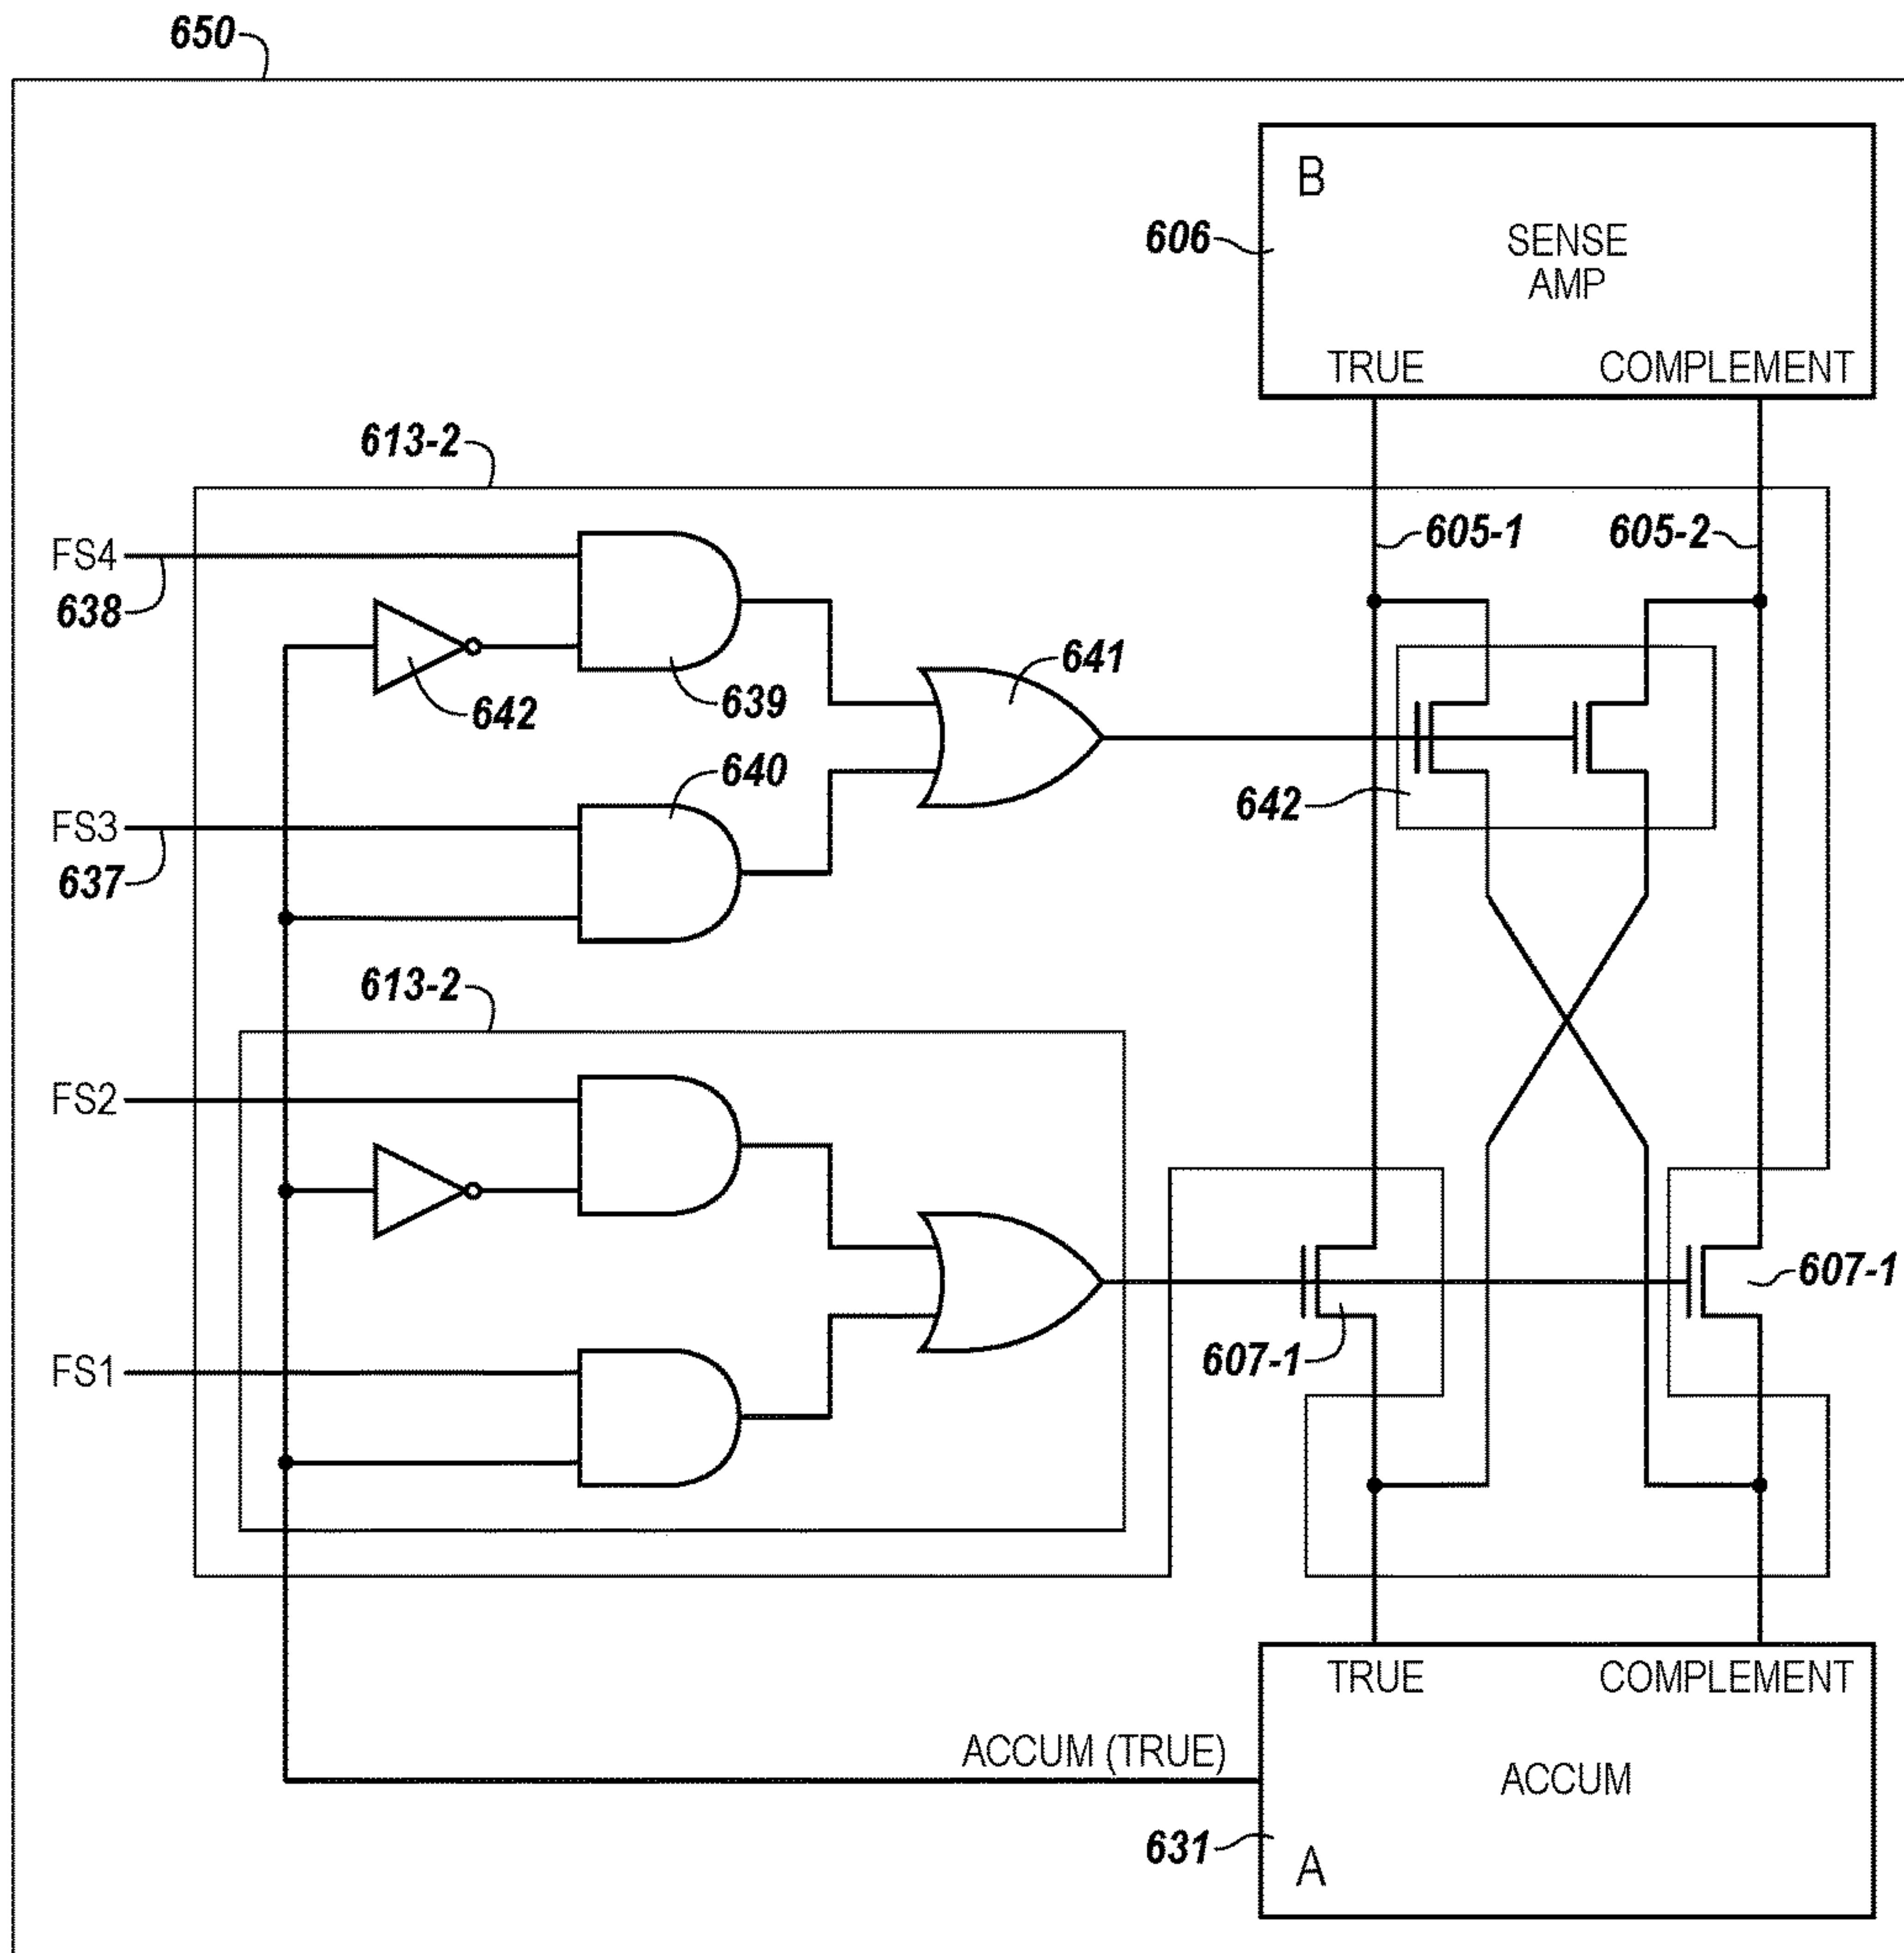 650
B
606
SENSE
AMP
TRUE COMPLEMENT
613-2
FS4
638
605-1
605-2
642
639
641
640
642
FS3
637
613-2
FS2
607-1
607-1
FS1
TRUE COMPLEMENT
ACCUM (TRUE)
ACCUM
631
A